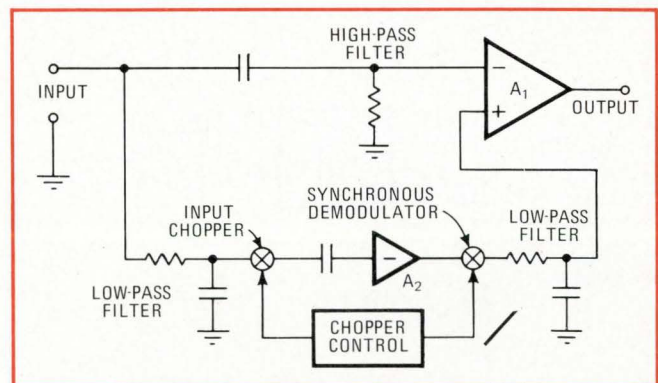 HIGH-PASS
FILTER
INPUT
−
A1
+
OUTPUT
INPUT
CHOPPER
SYNCHRONOUS
DEMODULATOR
LOW-PASS
FILTER
−
A2
LOW-PASS
FILTER
CHOPPER
CONTROL